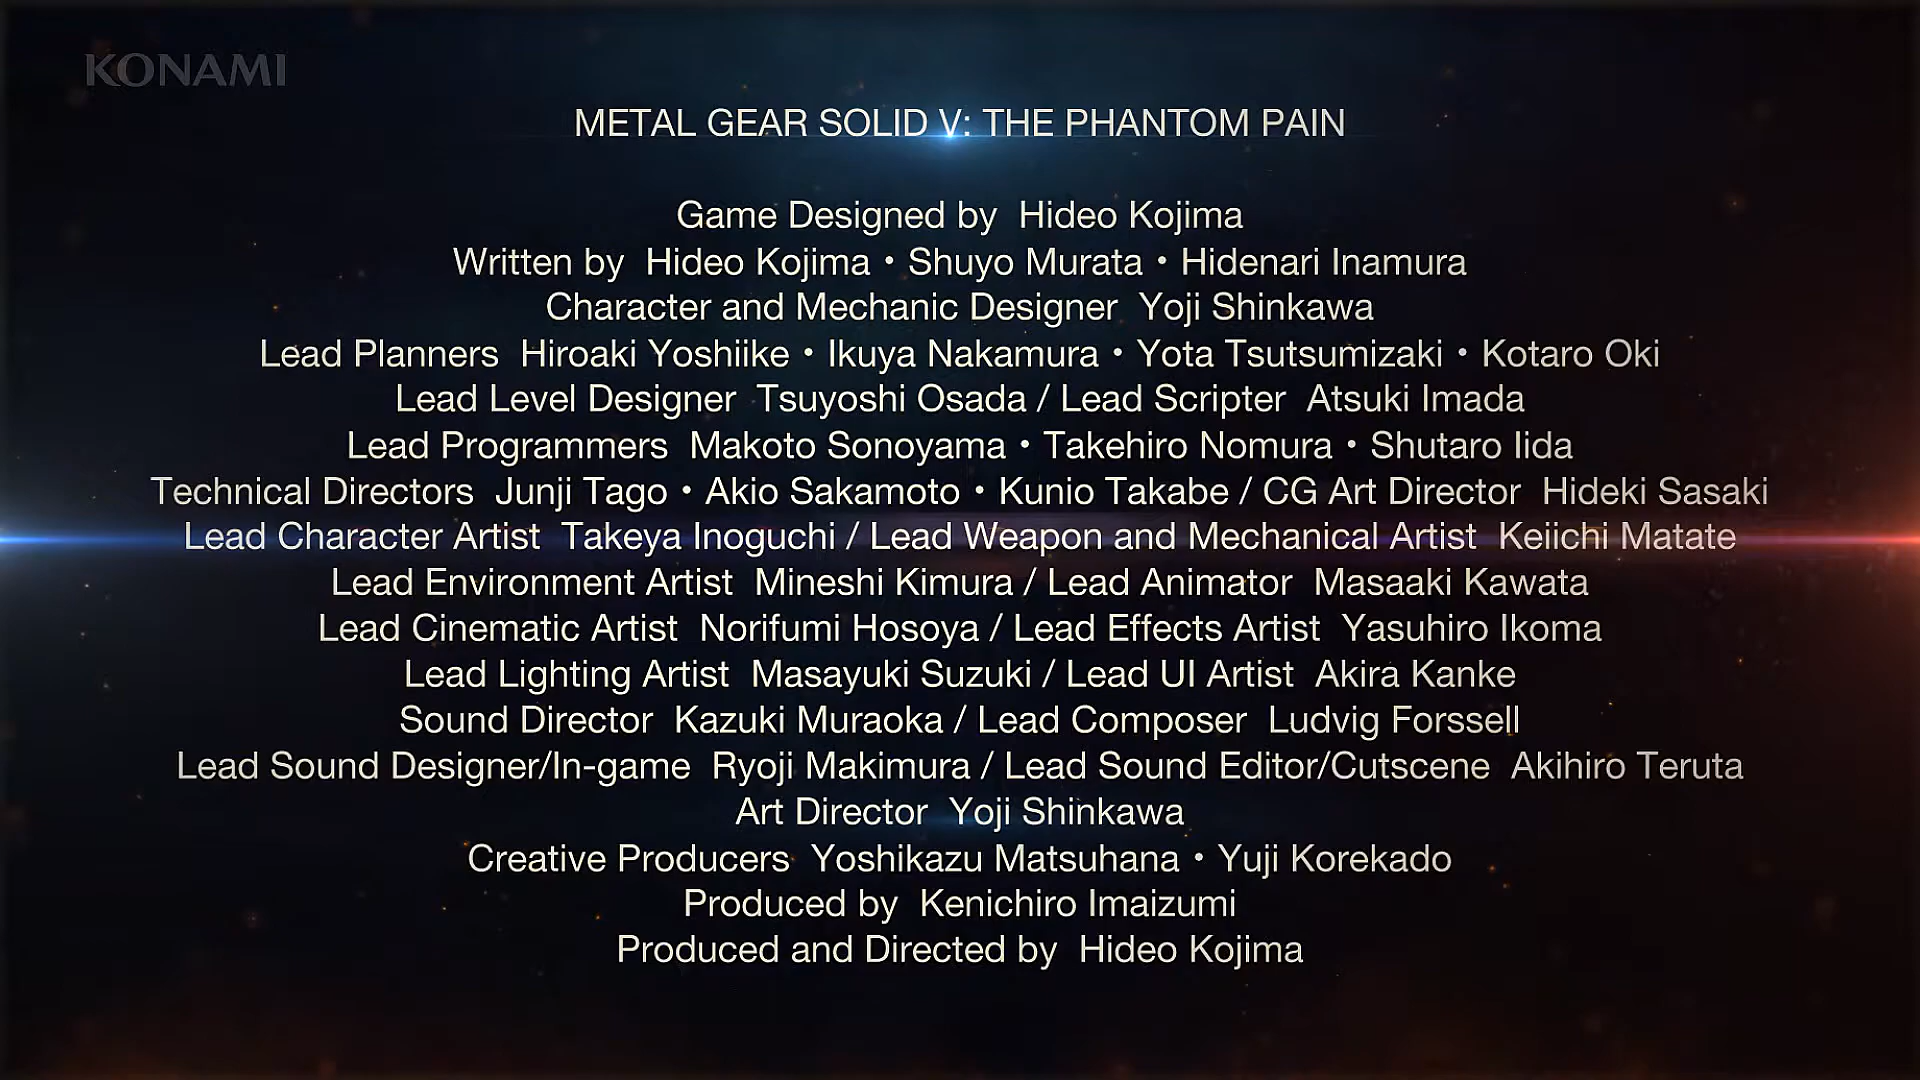 KONAMI
METAL GEAR SOLID V: THE PHANTOM PAIN
Game Designed by Hideo Kojima
Written by Hideo Kojima・Shuyo Murata・Hidenari Inamura
Character and Mechanic Designer Yoji Shinkawa
Lead Planners Hiroaki Yoshiike・Ikuya Nakamura・Yota Tsutsumizaki・Kotaro Oki
Lead Level Designer Tsuyoshi Osada / Lead Scripter Atsuki Imada
Lead Programmers Makoto Sonoyama・Takehiro Nomura・Shutaro Iida
Technical Directors Junji Tago・Akio Sakamoto・Kunio Takabe / CG Art Director Hideki Sasaki
Lead Character Artist Takeya Inoguchi / Lead Weapon and Mechanical Artist Keiichi Matate
Lead Environment Artist Mineshi Kimura / Lead Animator Masaaki Kawata
Lead Cinematic Artist Norifumi Hosoya / Lead Effects Artist Yasuhiro Ikoma
Lead Lighting Artist Masayuki Suzuki / Lead UI Artist Akira Kanke
Sound Director Kazuki Muraoka / Lead Composer Ludvig Forssell
Lead Sound Designer/In-game Ryoji Makimura / Lead Sound Editor/Cutscene Akihiro Teruta
Art Director Yoji Shinkawa
Creative Producers Yoshikazu Matsuhana・Yuji Korekado
Produced by Kenichiro Imaizumi
Produced and Directed by Hideo Kojima